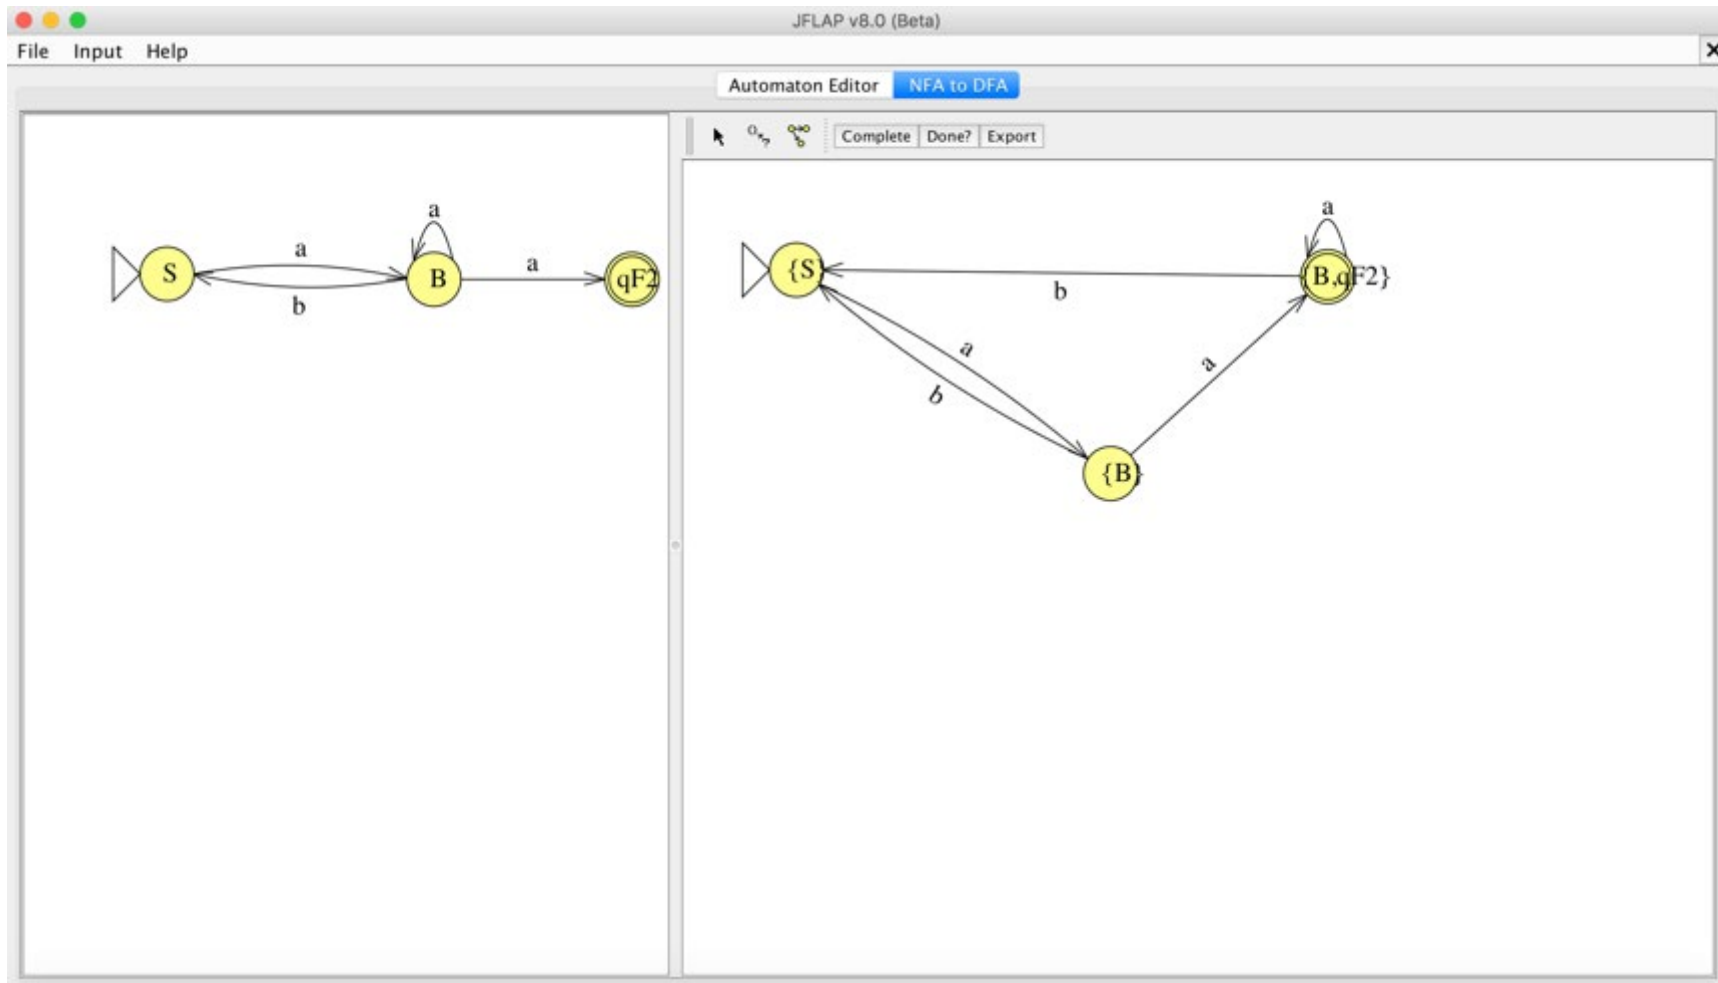 JFLAP v8.0 (Beta)
File Input Help
Automaton Editor NFA to DFA
Complete Done? Export
a
S
a
b
B
a
qF2
a
{S}
b
{B,qF2}
a
b
a
{B}